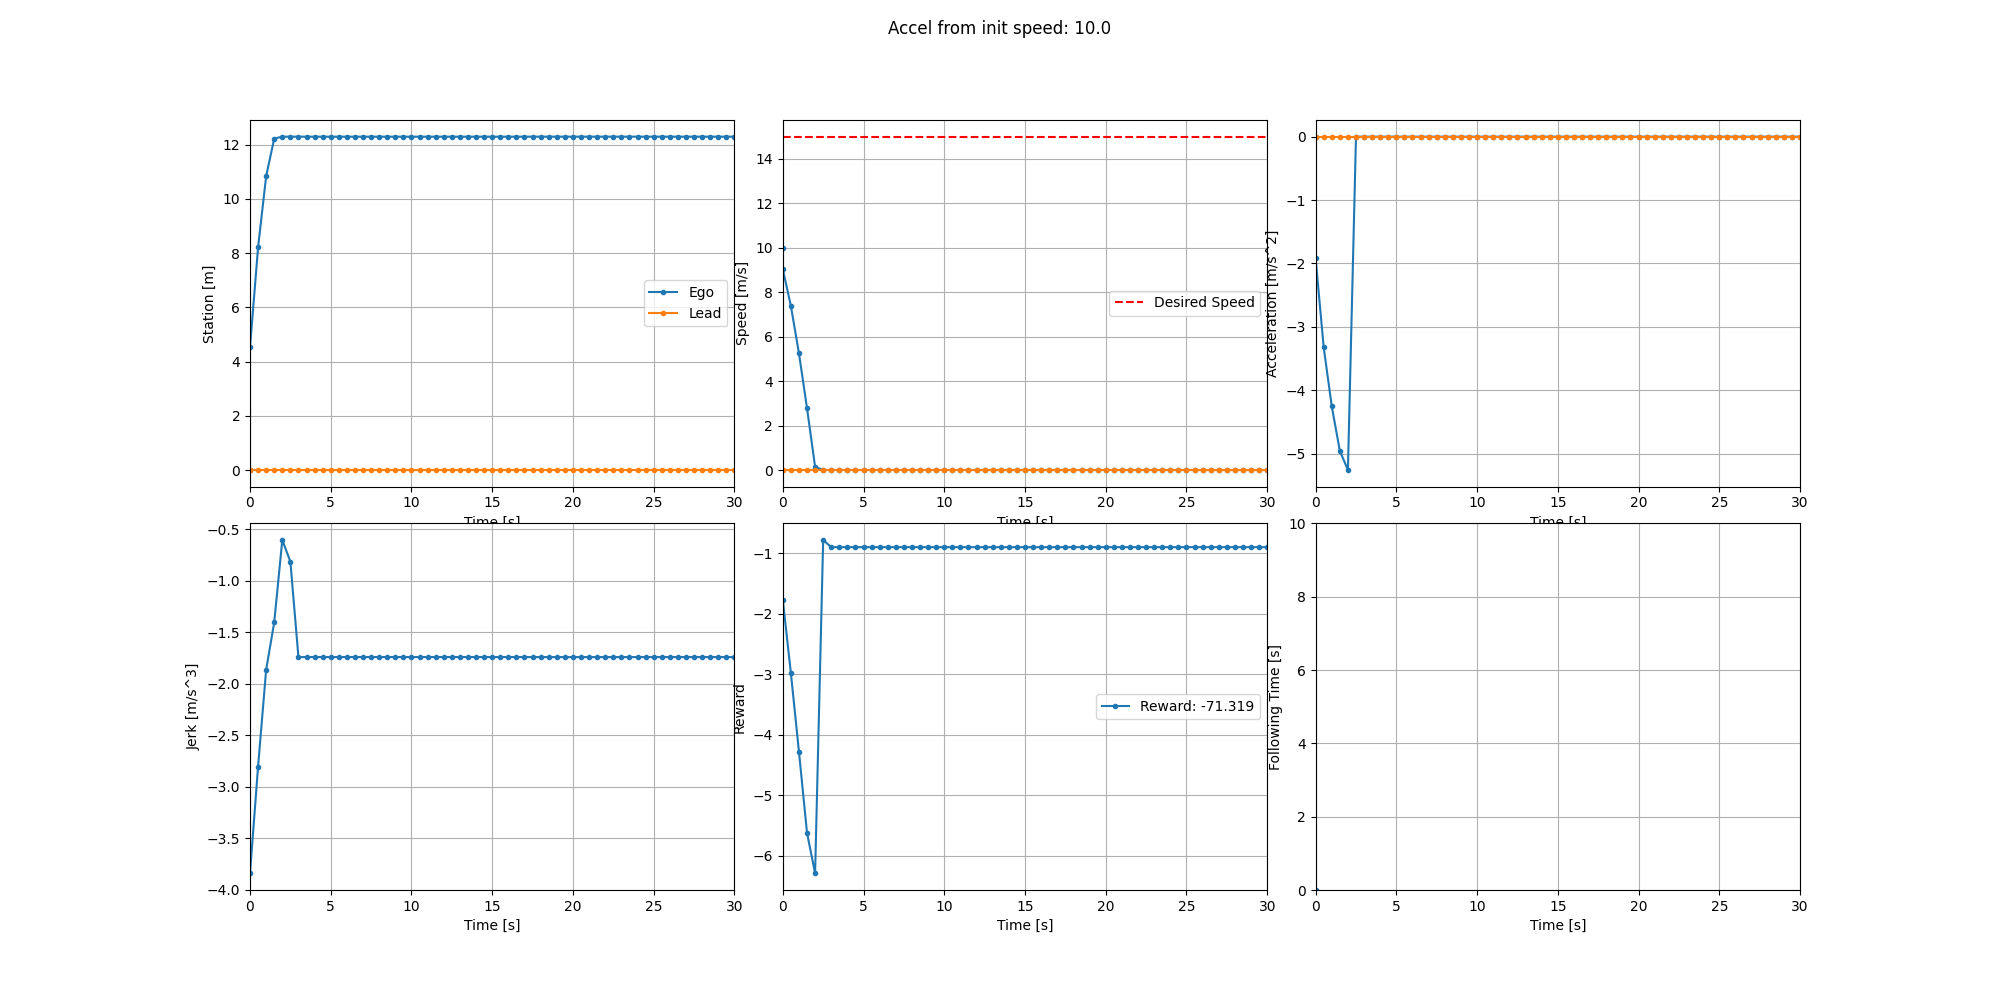 Accel from init speed: 10.0
Station [m]
12
10
8
6
4
2
0
Ego
Lead
0 5 10 15 20 25 30
Time [s]
Speed [m/s]
14
12
10
8
6
4
2
0
Desired Speed
0 5 10 15 20 25 30
Time [s]
Acceleration [m/s^2]
0
−1
−2
−3
−4
−5
0 5 10 15 20 25 30
Time [s]
Jerk [m/s^3]
−0.5
−1.0
−1.5
−2.0
−2.5
−3.0
−3.5
−4.0
0 5 10 15 20 25 30
Time [s]
Reward
−1
−2
−3
−4
−5
−6
Reward: -71.319
0 5 10 15 20 25 30
Time [s]
Following Time [s]
10
8
6
4
2
0
0 5 10 15 20 25 30
Time [s]